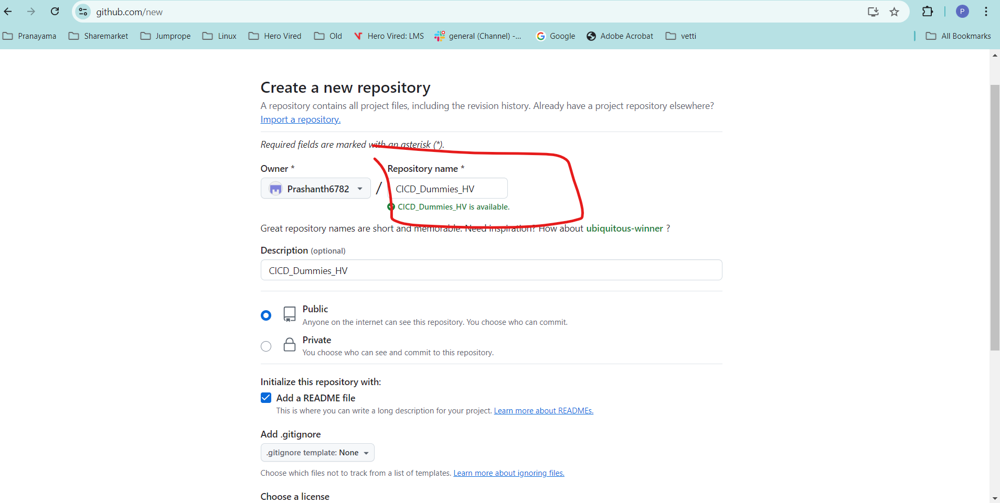 github.com/new
P
Pranayama Sharemarket Jumprope Linux Hero Vired Old Hero Vired: LMS general (Channel) -... Google Adobe Acrobat vetti All Bookmarks
Create a new repository
A repository contains all project files, including the revision history. Already have a project repository elsewhere?
Import a repository.
Required fields are marked with an asterisk (*).
Owner * Repository name *
Prashanth6782 / CICD_Dummies_HV
CICD_Dummies_HV is available.
Great repository names are short and memorable. Need inspiration? How about ubiquitous-winner ?
Description (optional)
CICD_Dummies_HV
Public
Anyone on the internet can see this repository. You choose who can commit.
Private
You choose who can see and commit to this repository.
Initialize this repository with:
Add a README file
This is where you can write a long description for your project. Learn more about READMEs.
Add .gitignore
.gitignore template: None
Choose which files not to track from a list of templates. Learn more about ignoring files.
Choose a license